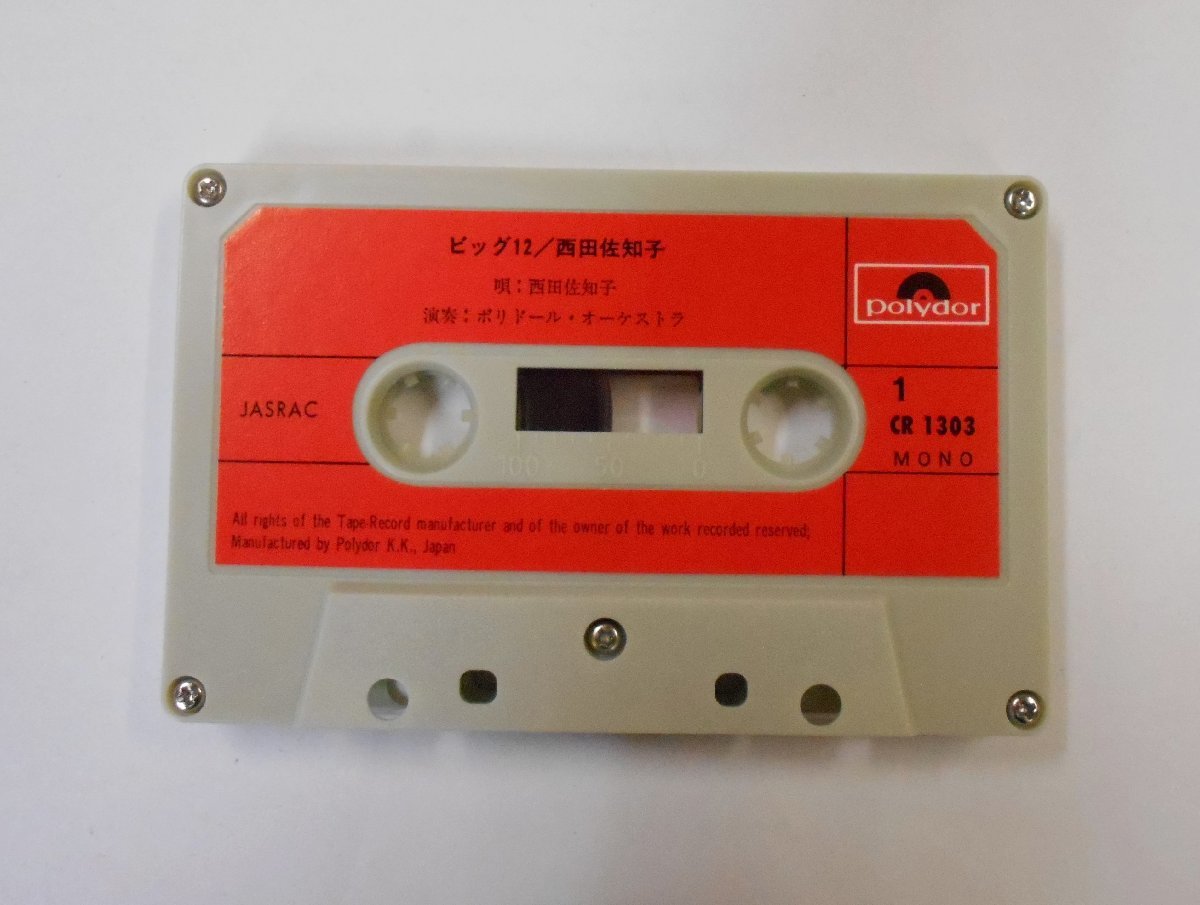 ビッグ12／西田佐知子
唄：西田佐知子
演奏：ポリドール・オーケストラ
polydor
JASRAC
1
CR 1303
MONO
100 50 0
All rights of the Tape-Record manufacturer and of the owner of the work recorded reserved;
Manufactured by Polydor K.K., Japan